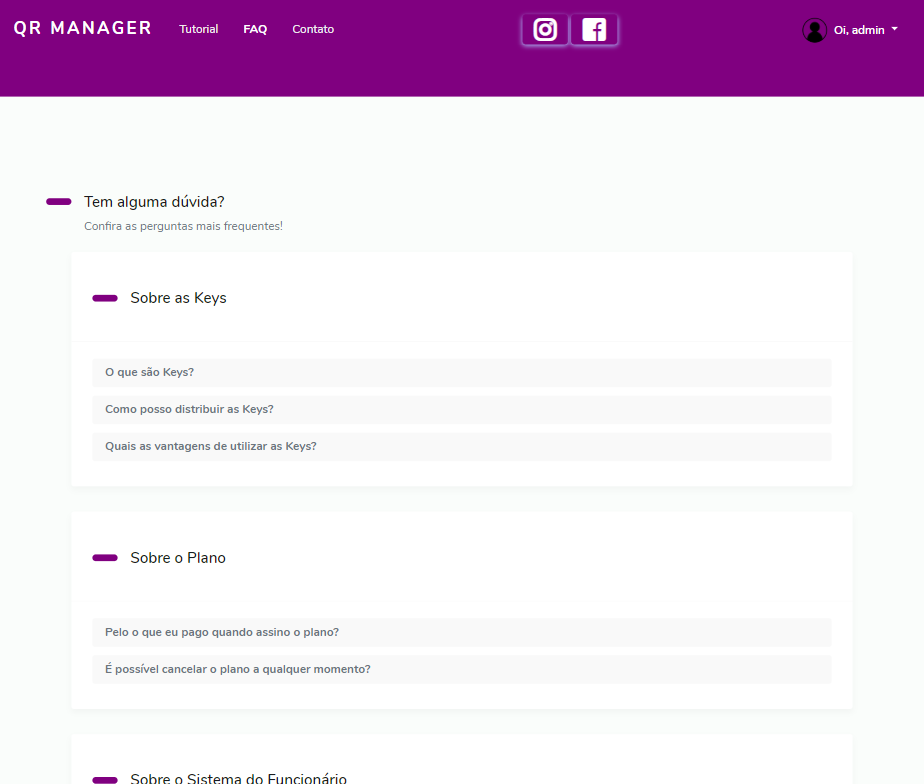 QR MANAGER Tutorial FAQ Contato Oi, admin
Tem alguma dúvida?
Confira as perguntas mais frequentes!
Sobre as Keys
O que são Keys?
Como posso distribuir as Keys?
Quais as vantagens de utilizar as Keys?
Sobre o Plano
Pelo o que eu pago quando assino o plano?
É possível cancelar o plano a qualquer momento?
Sobre o Sistema do Funcionário